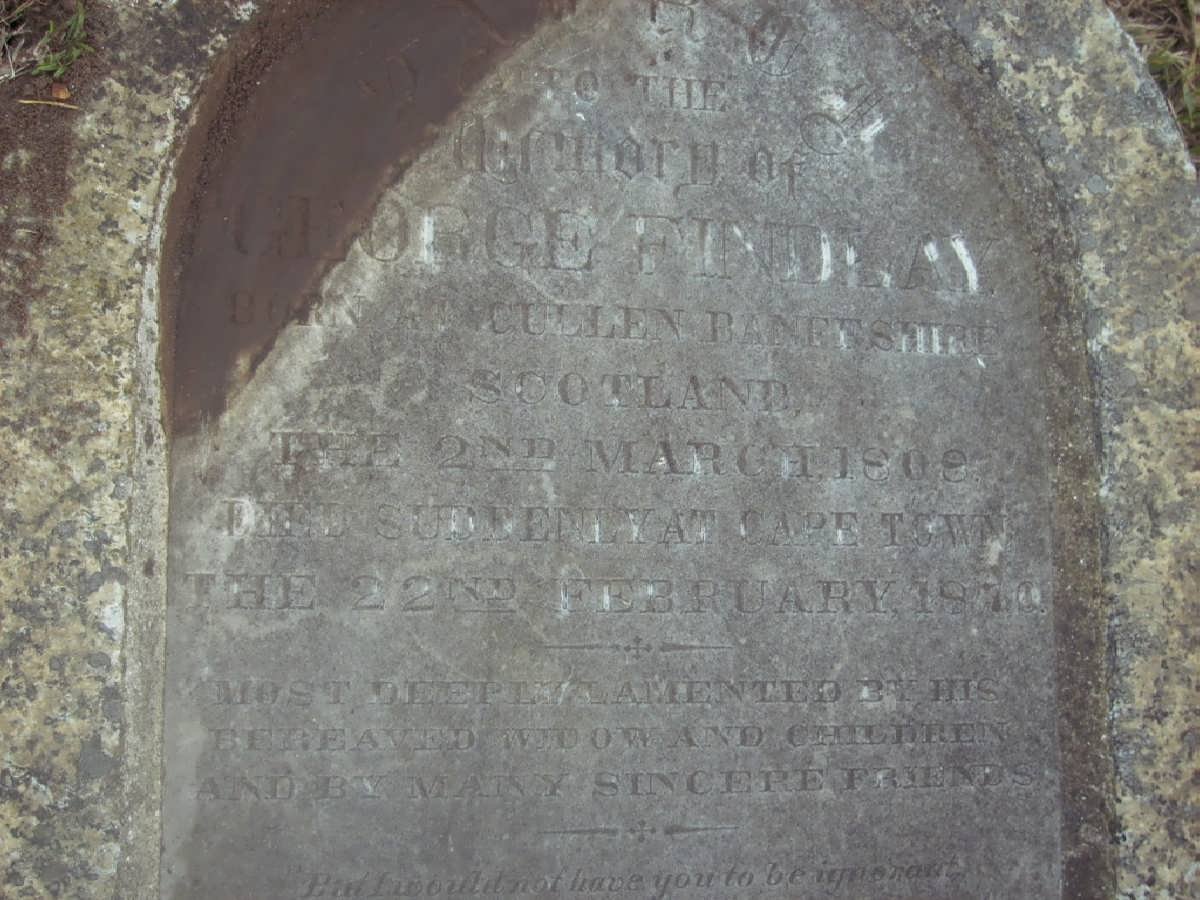 TO THE
Memory of
GEORGE FINDLAY.
BORN AT CULLEN BANFFSHIRE
SCOTLAND,
THE 2ND MARCH, 1808.
DIED SUDDENLY AT CAPE TOWN
THE 22ND FEBRUARY, 1870.
MOST DEEPLY LAMENTED BY HIS
BEREAVED WIDOW AND CHILDREN
AND BY MANY SINCERE FRIENDS
But I would not have you to be ignorant,